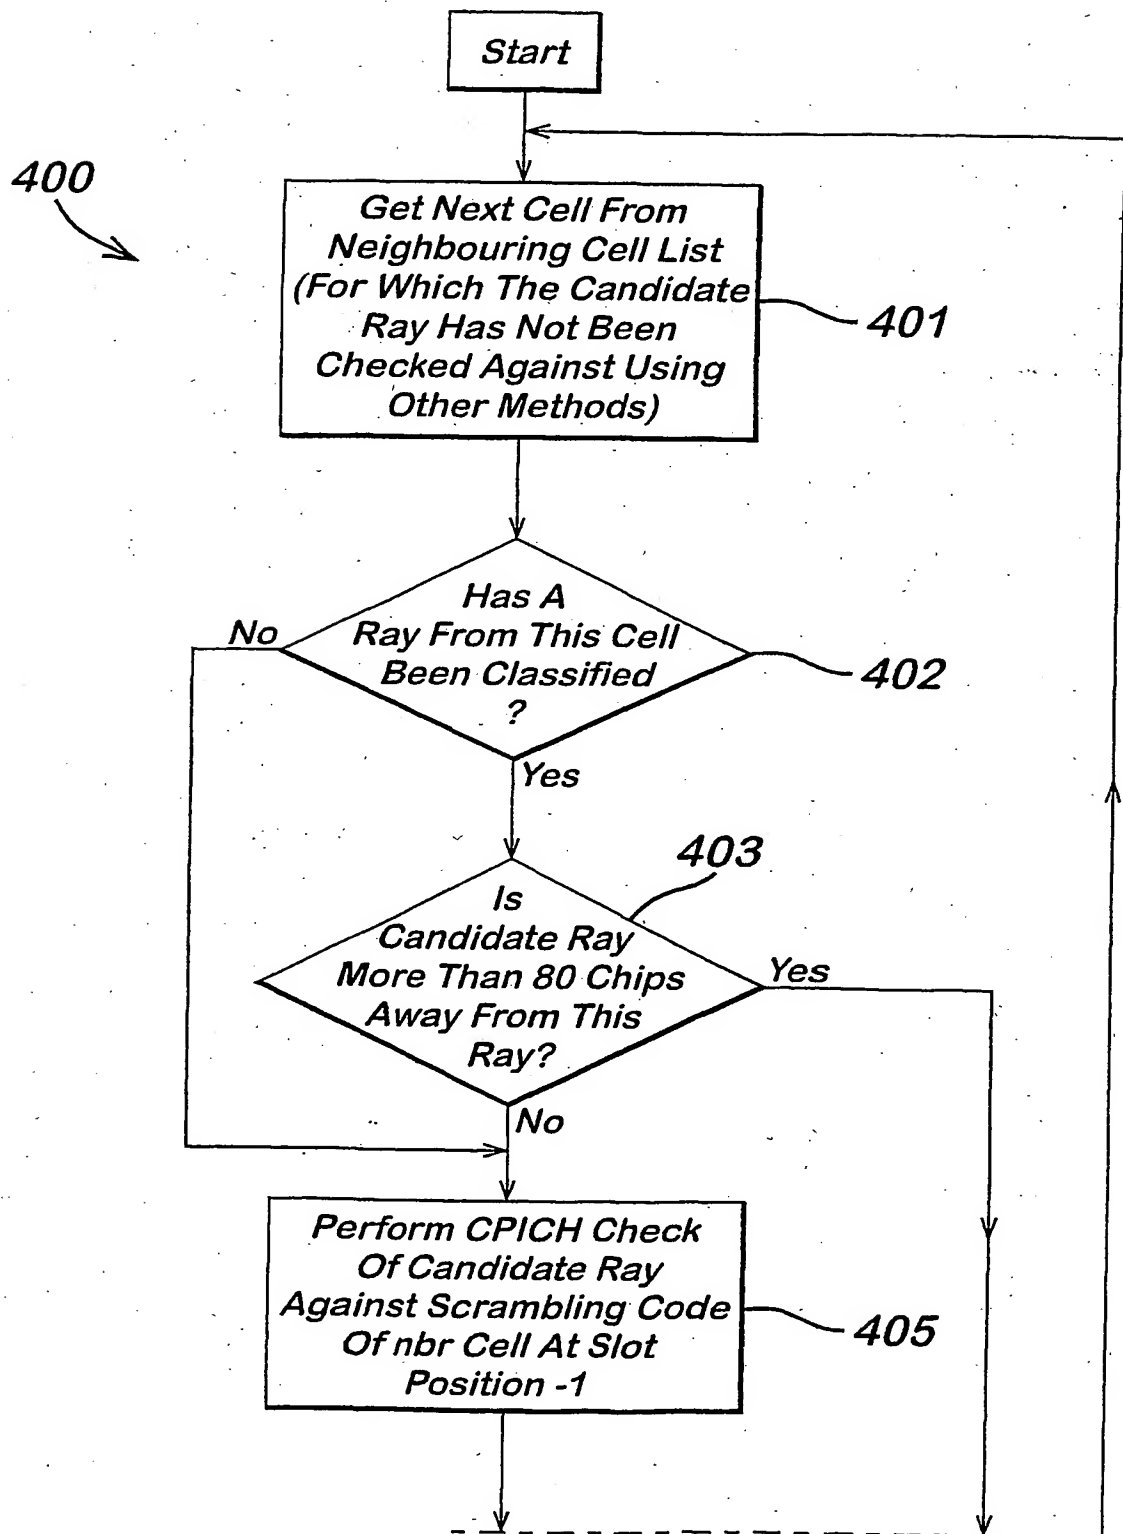 Start
400
Get Next Cell From
Neighbouring Cell List
(For Which The Candidate
Ray Has Not Been
Checked Against Using
Other Methods)
401
Has A
Ray From This Cell
Been Classified
?
No
402
Yes
403
Is
Candidate Ray
More Than 80 Chips
Away From This
Ray?
Yes
No
Perform CPICH Check
Of Candidate Ray
Against Scrambling Code
Of nbr Cell At Slot
Position -1
405